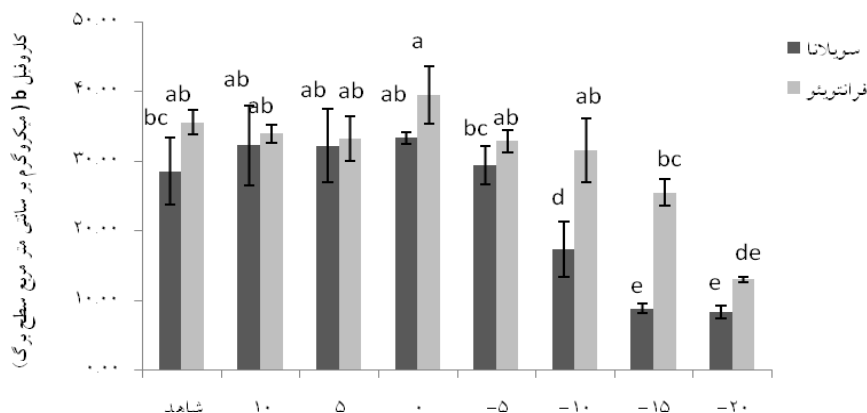 کلروفیل b (میکروگرم بر سانتی متر مربع سطح برگ)
۵۰.۰۰
۴۰.۰۰
۳۰.۰۰
۲۰.۰۰
۱۰.۰۰
۰.۰۰
bc ab ab ab ab ab ab a bc ab d ab e bc e de
شاهد ۱۰ ۵ ۰ -۵ -۱۰ -۱۵ -۲۰
سویلانا
فرانتویئو